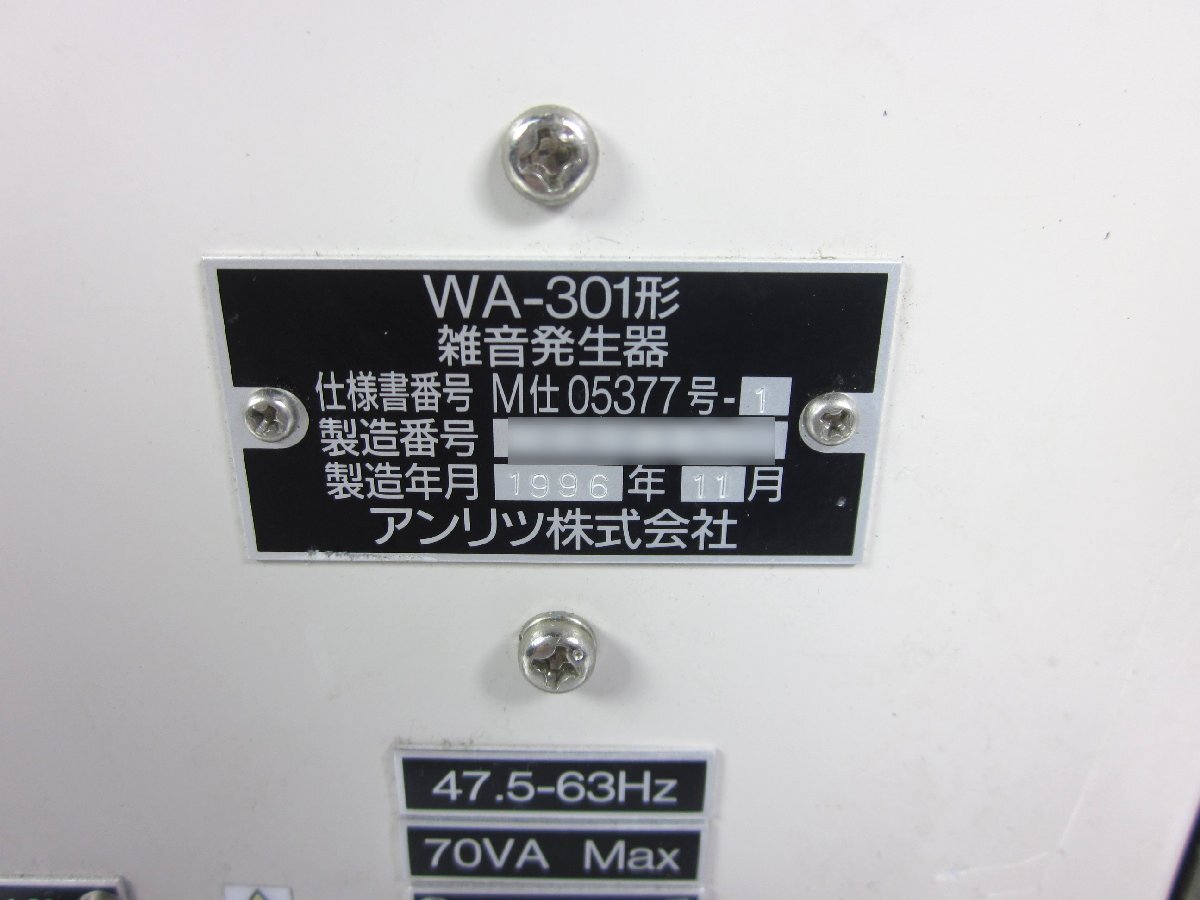 WA-301形
雑音発生器
仕様書番号 M仕05377号-1
製造番号
製造年月 1996年 11月
アンリツ株式会社
47.5-63Hz
70VA Max